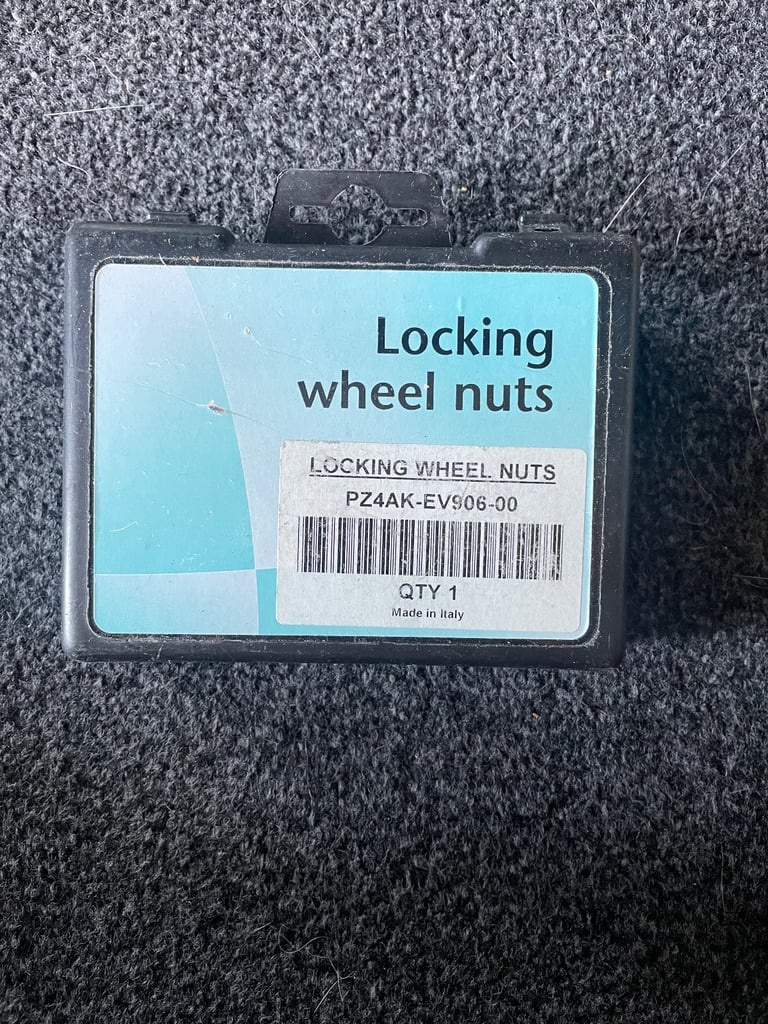 Locking
wheel nuts
LOCKING WHEEL NUTS
PZ4AK-EV906-00
QTY 1
Made in Italy